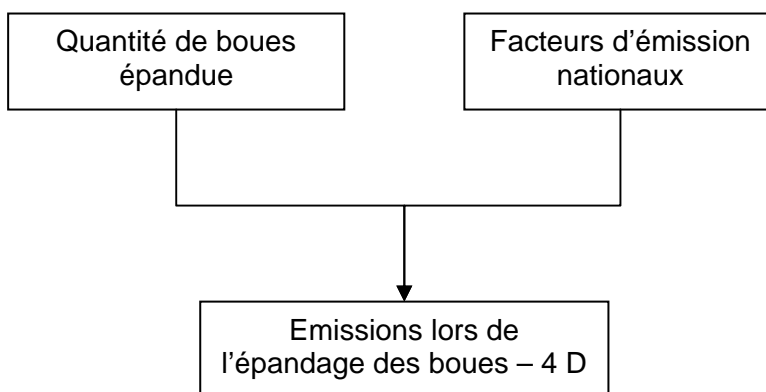 Quantité de boues
épandue
Facteurs d’émission
nationaux
Emissions lors de
l’épandage des boues – 4 D